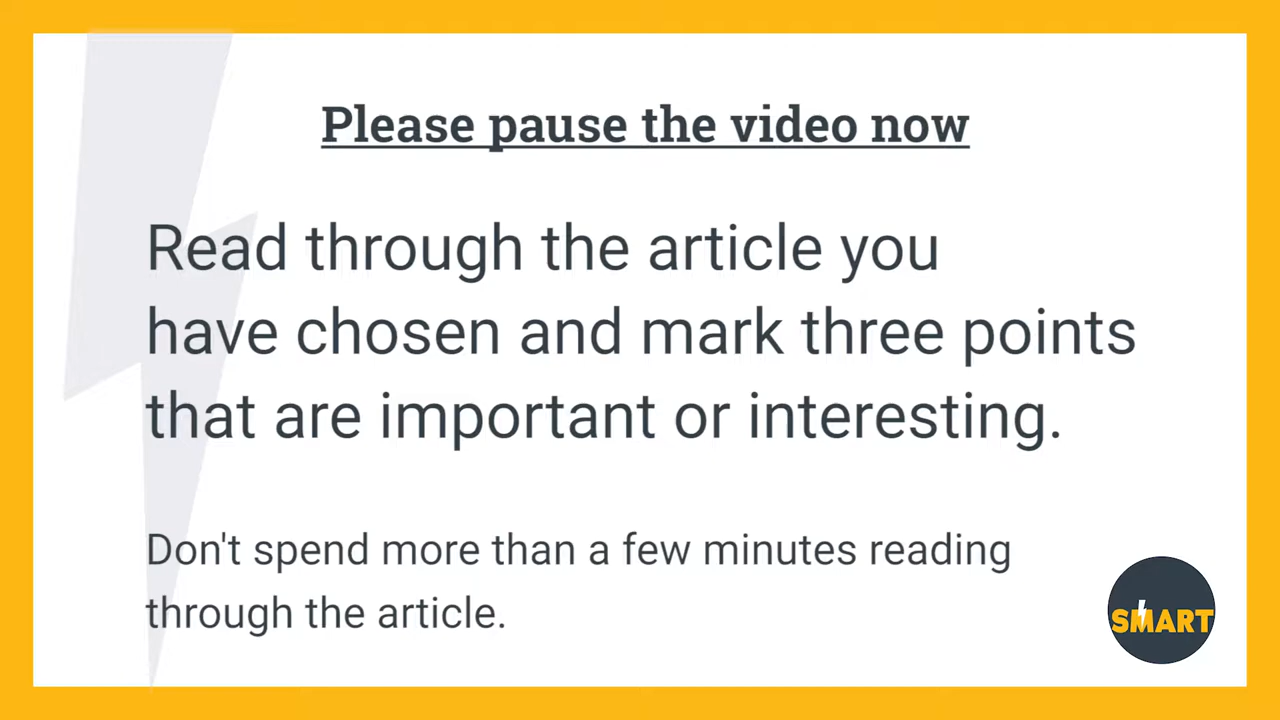 Please pause the video now
Read through the article you
have chosen and mark three points
that are important or interesting.
Don't spend more than a few minutes reading
through the article.
SMART